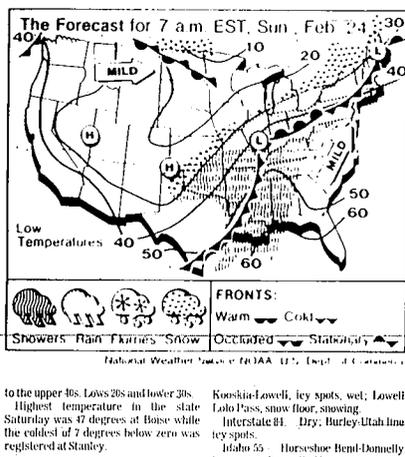 The Forecast for 7 a.m. EST, Sun., Feb. 24
40
30
10
20
L
40
MILD
H
H
L
MILD
50
60
Low
Temperatures
40
50
60
Showers Rain Flurries Snow
FRONTS:
Warm Cold
Occluded Stationary
National Weather Service NOAA U.S. Dept. of Commerce
to the upper 40s. Lows 20s and lower 30s.
Highest temperature in the state
Saturday was 47 degrees at Boise while
the coldest of 7 degrees below zero was
registered at Stanley.
Kooskia-Lowell, icy spots, wet; Lowell
Lolo Pass, snow floor, snowing.
Interstate 84 Dry; Burley-Utah line
icy spots.
Idaho 55 Horseshoe Bend-Donnelly